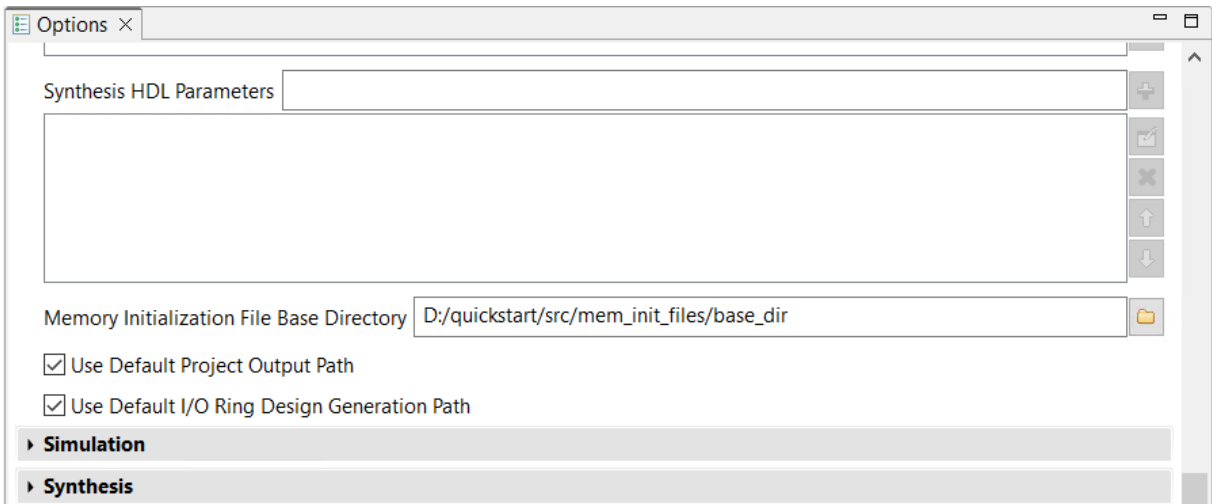 Options
Synthesis HDL Parameters
Memory Initialization File Base Directory D:/quickstart/src/mem_init_files/base_dir
Use Default Project Output Path
Use Default I/O Ring Design Generation Path
Simulation
Synthesis